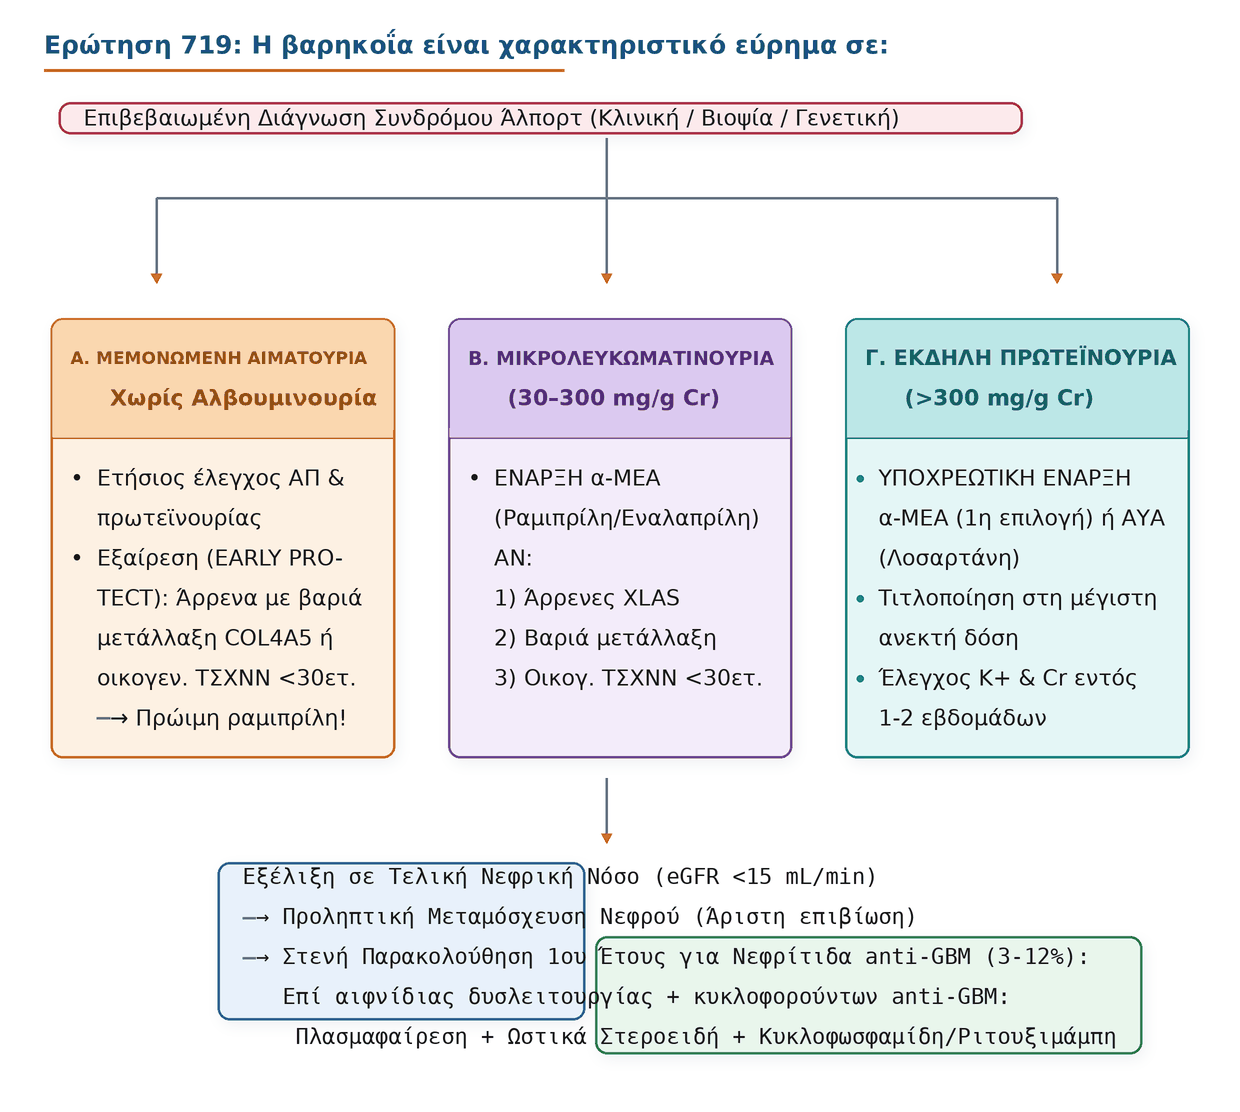 Ερώτηση 719: Η βαρηκοΐα είναι χαρακτηριστικό εύρημα σε:
Επιβεβαιωμένη Διάγνωση Συνδρόμου Άλπορτ (Κλινική / Βιοψία / Γενετική)
Α. ΜΕΜΟΝΩΜΕΝΗ ΑΙΜΑΤΟΥΡΙΑ
Χωρίς Αλβουμινουρία
• Ετήσιος έλεγχος ΑΠ &
πρωτεϊνουρίας
• Εξαίρεση (EARLY PRO-
TECT): Άρρενα με βαριά
μετάλλαξη COL4A5 ή
οικογεν. ΤΣΧΝΝ <30ετ.
—→ Πρώιμη ραμιπρίλη!
Β. ΜΙΚΡΟΛΕΥΚΩΜΑΤΙΝΟΥΡΙΑ
(30–300 mg/g Cr)
• ΕΝΑΡΞΗ α-ΜΕΑ
(Ραμιπρίλη/Εναλαπρίλη)
ΑΝ:
1) Άρρενες XLAS
2) Βαριά μετάλλαξη
3) Οικογ. ΤΣΧΝΝ <30ετ.
Γ. ΕΚΔΗΛΗ ΠΡΩΤΕΪΝΟΥΡΙΑ
(>300 mg/g Cr)
• ΥΠΟΧΡΕΩΤΙΚΗ ΕΝΑΡΞΗ
α-ΜΕΑ (1η επιλογή) ή ΑΥΑ
(Λοσαρτάνη)
• Τιτλοποίηση στη μέγιστη
ανεκτή δόση
• Έλεγχος K+ & Cr εντός
1-2 εβδομάδων
Εξέλιξη σε Τελική Νεφρική Νόσο (eGFR <15 mL/min)
—→ Προληπτική Μεταμόσχευση Νεφρού (Άριστη επιβίωση)
—→ Στενή Παρακολούθηση 1ου Έτους για Νεφρίτιδα anti-GBM (3-12%):
Επί αιφνίδιας δυσλειτουργίας + κυκλοφορούντων anti-GBM:
Πλασμαφαίρεση + Ωστικά Στεροειδή + Κυκλοφωσφαμίδη/Ριτουξιμάμπη